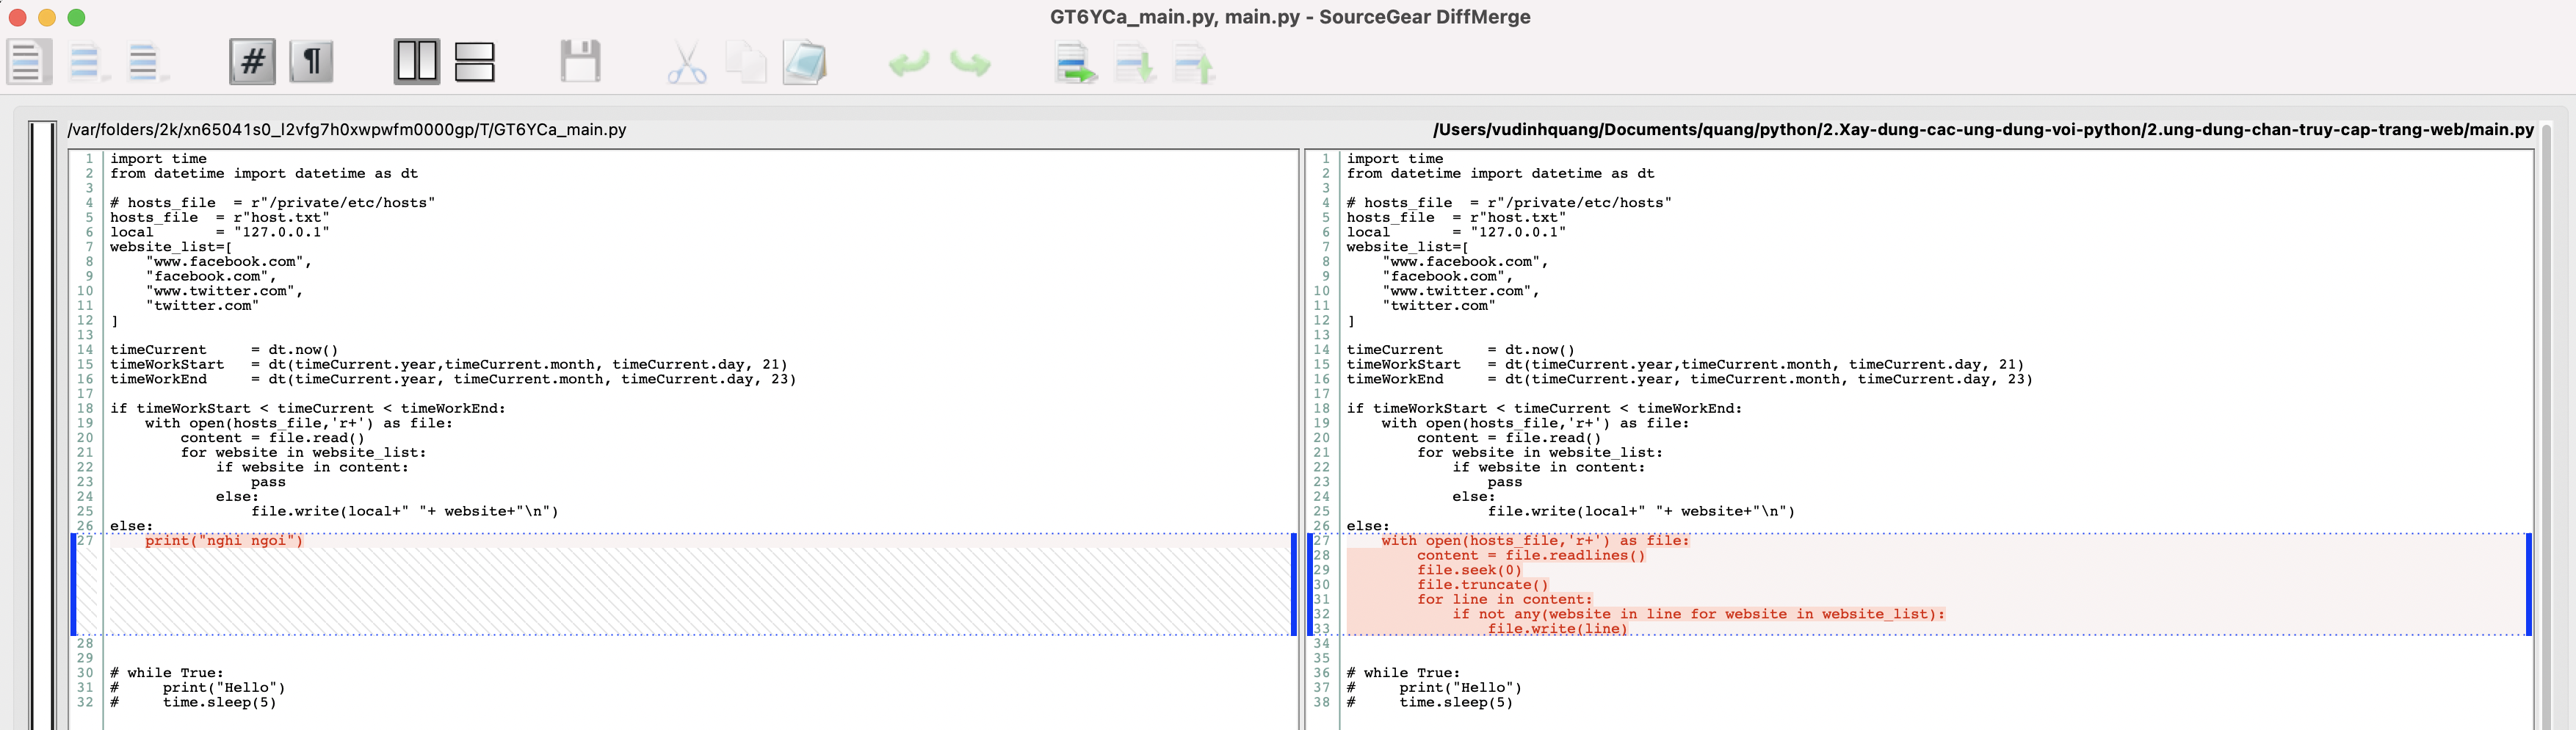 GT6YCa_main.py, main.py - SourceGear DiffMerge
# ¶
/var/folders/2k/xn65041s0_l2vfg7h0xwpwfm0000gp/T/GT6YCa_main.py
1 import time
2 from datetime import datetime as dt
3
4 # hosts_file  = r"/private/etc/hosts"
5 hosts_file  = r"host.txt"
6 local       = "127.0.0.1"
7 website_list=[
8     "www.facebook.com",
9     "facebook.com",
10     "www.twitter.com",
11     "twitter.com"
12 ]
13
14 timeCurrent     = dt.now()
15 timeWorkStart   = dt(timeCurrent.year,timeCurrent.month, timeCurrent.day, 21)
16 timeWorkEnd     = dt(timeCurrent.year, timeCurrent.month, timeCurrent.day, 23)
17
18 if timeWorkStart < timeCurrent < timeWorkEnd:
19     with open(hosts_file,'r+') as file:
20         content = file.read()
21         for website in website_list:
22             if website in content:
23                 pass
24             else:
25                 file.write(local+" "+ website+"\n")
26 else:
27     print("nghi ngoi")
28
29
30 # while True:
31 #     print("Hello")
32 #     time.sleep(5)
/Users/vudinhquang/Documents/quang/python/2.Xay-dung-cac-ung-dung-voi-python/2.ung-dung-chan-truy-cap-trang-web/main.py
1 import time
2 from datetime import datetime as dt
3
4 # hosts_file  = r"/private/etc/hosts"
5 hosts_file  = r"host.txt"
6 local       = "127.0.0.1"
7 website_list=[
8     "www.facebook.com",
9     "facebook.com",
10     "www.twitter.com",
11     "twitter.com"
12 ]
13
14 timeCurrent     = dt.now()
15 timeWorkStart   = dt(timeCurrent.year,timeCurrent.month, timeCurrent.day, 21)
16 timeWorkEnd     = dt(timeCurrent.year, timeCurrent.month, timeCurrent.day, 23)
17
18 if timeWorkStart < timeCurrent < timeWorkEnd:
19     with open(hosts_file,'r+') as file:
20         content = file.read()
21         for website in website_list:
22             if website in content:
23                 pass
24             else:
25                 file.write(local+" "+ website+"\n")
26 else:
27     with open(hosts_file,'r+') as file:
28         content = file.readlines()
29         file.seek(0)
30         file.truncate()
31         for line in content:
32             if not any(website in line for website in website_list):
33                 file.write(line)
34
35
36 # while True:
37 #     print("Hello")
38 #     time.sleep(5)